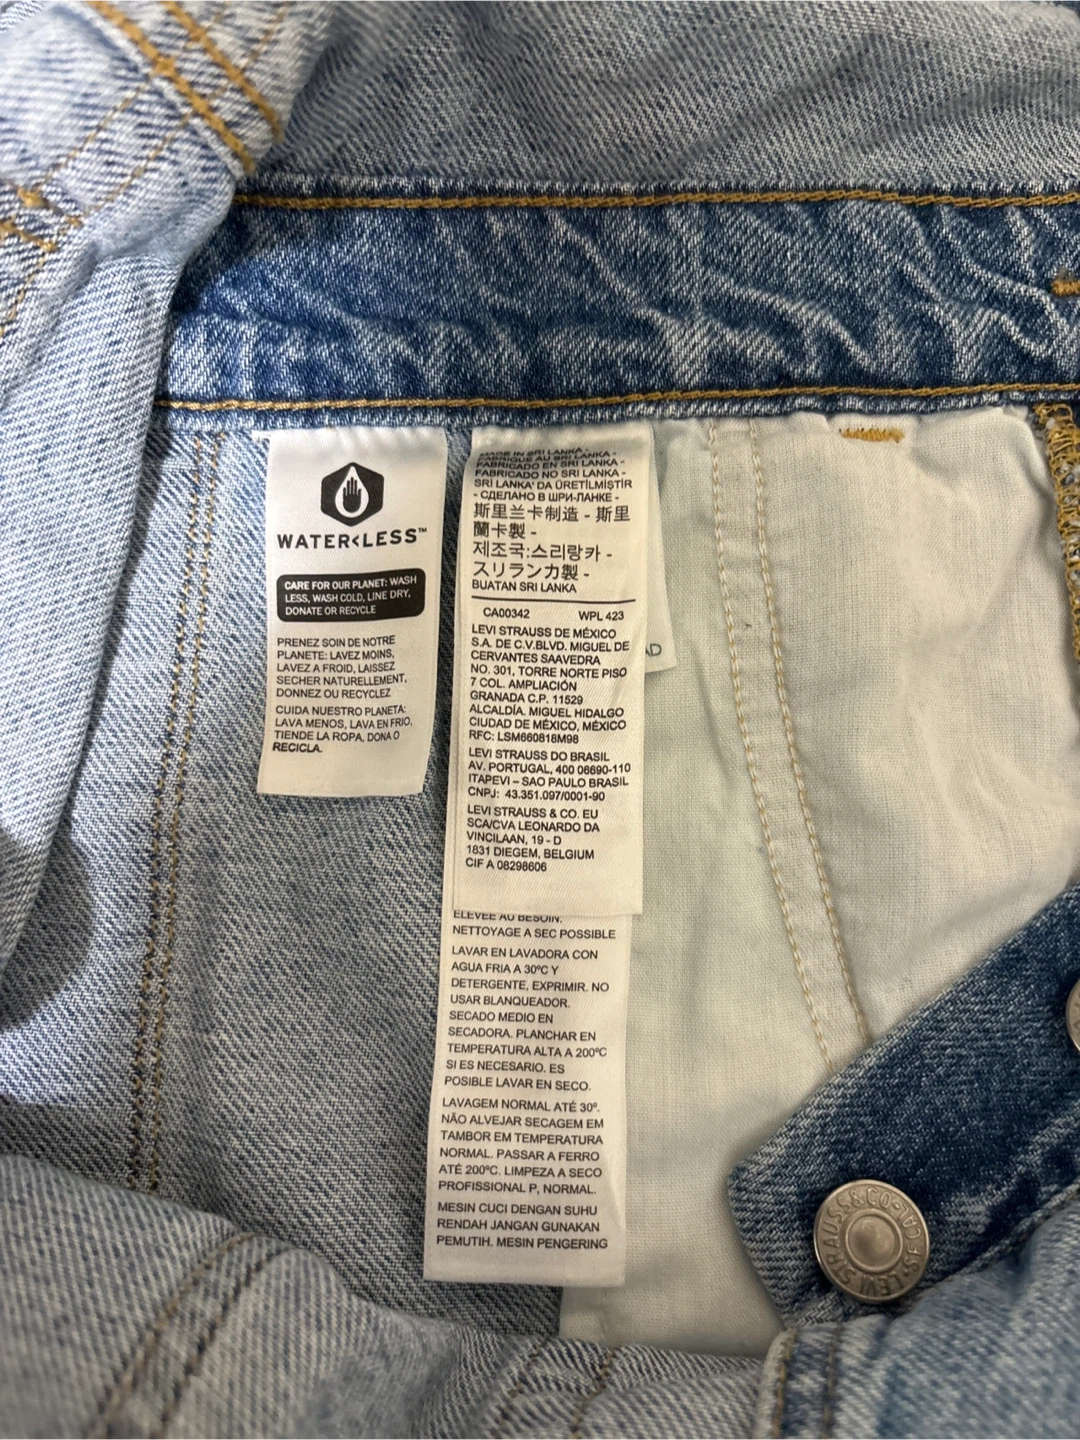 WATER<LESS™
CARE FOR OUR PLANET: WASH
LESS, WASH COLD, LINE DRY,
DONATE OR RECYCLE
PRENEZ SOIN DE NOTRE
PLANETE: LAVEZ MOINS,
LAVEZ A FROID, LAISSEZ
SECHER NATURELLEMENT,
DONNEZ OU RECYCLEZ
CUIDA NUESTRO PLANETA:
LAVA MENOS, LAVA EN FRIO,
TIENDE LA ROPA, DONA O
RECICLA.
MADE IN SRI LANKA -
FABRIQUE AU SRI LANKA -
FABRICADO EN SRI LANKA -
FABRICADO NO SRI LANKA -
SRİ LANKA' DA ÜRETİLMİŞTİR
- СДЕЛАНО В ШРИ-ЛАНКЕ -
斯里兰卡制造 - 斯里
蘭卡製 -
제조국:스리랑카 -
スリランカ製 -
BUATAN SRI LANKA
CA00342 WPL 423
LEVI STRAUSS DE MÉXICO
S.A. DE C.V.BLVD. MIGUEL DE
CERVANTES SAAVEDRA
NO. 301, TORRE NORTE PISO
7 COL. AMPLIACIÓN
GRANADA C.P. 11529
ALCALDÍA. MIGUEL HIDALGO
CIUDAD DE MÉXICO, MÉXICO
RFC: LSM660818M98
LEVI STRAUSS DO BRASIL
AV. PORTUGAL, 400 06690-110
ITAPEVI – SAO PAULO BRASIL
CNPJ: 43.351.097/0001-90
LEVI STRAUSS & CO. EU
SCA/CVA LEONARDO DA
VINCILAAN, 19 - D
1831 DIEGEM, BELGIUM
CIF A 08298606
ELEVEE AU BESOIN.
NETTOYAGE A SEC POSSIBLE
LAVAR EN LAVADORA CON
AGUA FRIA A 30ºC Y
DETERGENTE, EXPRIMIR. NO
USAR BLANQUEADOR.
SECADO MEDIO EN
SECADORA. PLANCHAR EN
TEMPERATURA ALTA A 200ºC
SI ES NECESARIO. ES
POSIBLE LAVAR EN SECO.
LAVAGEM NORMAL ATÉ 30º.
NÃO ALVEJAR SECAGEM EM
TAMBOR EM TEMPERATURA
NORMAL. PASSAR A FERRO
ATÉ 200ºC. LIMPEZA A SECO
PROFISSIONAL P, NORMAL.
MESIN CUCI DENGAN SUHU
RENDAH JANGAN GUNAKAN
PEMUTIH. MESIN PENGERING
LEVI STRAUSS & CO